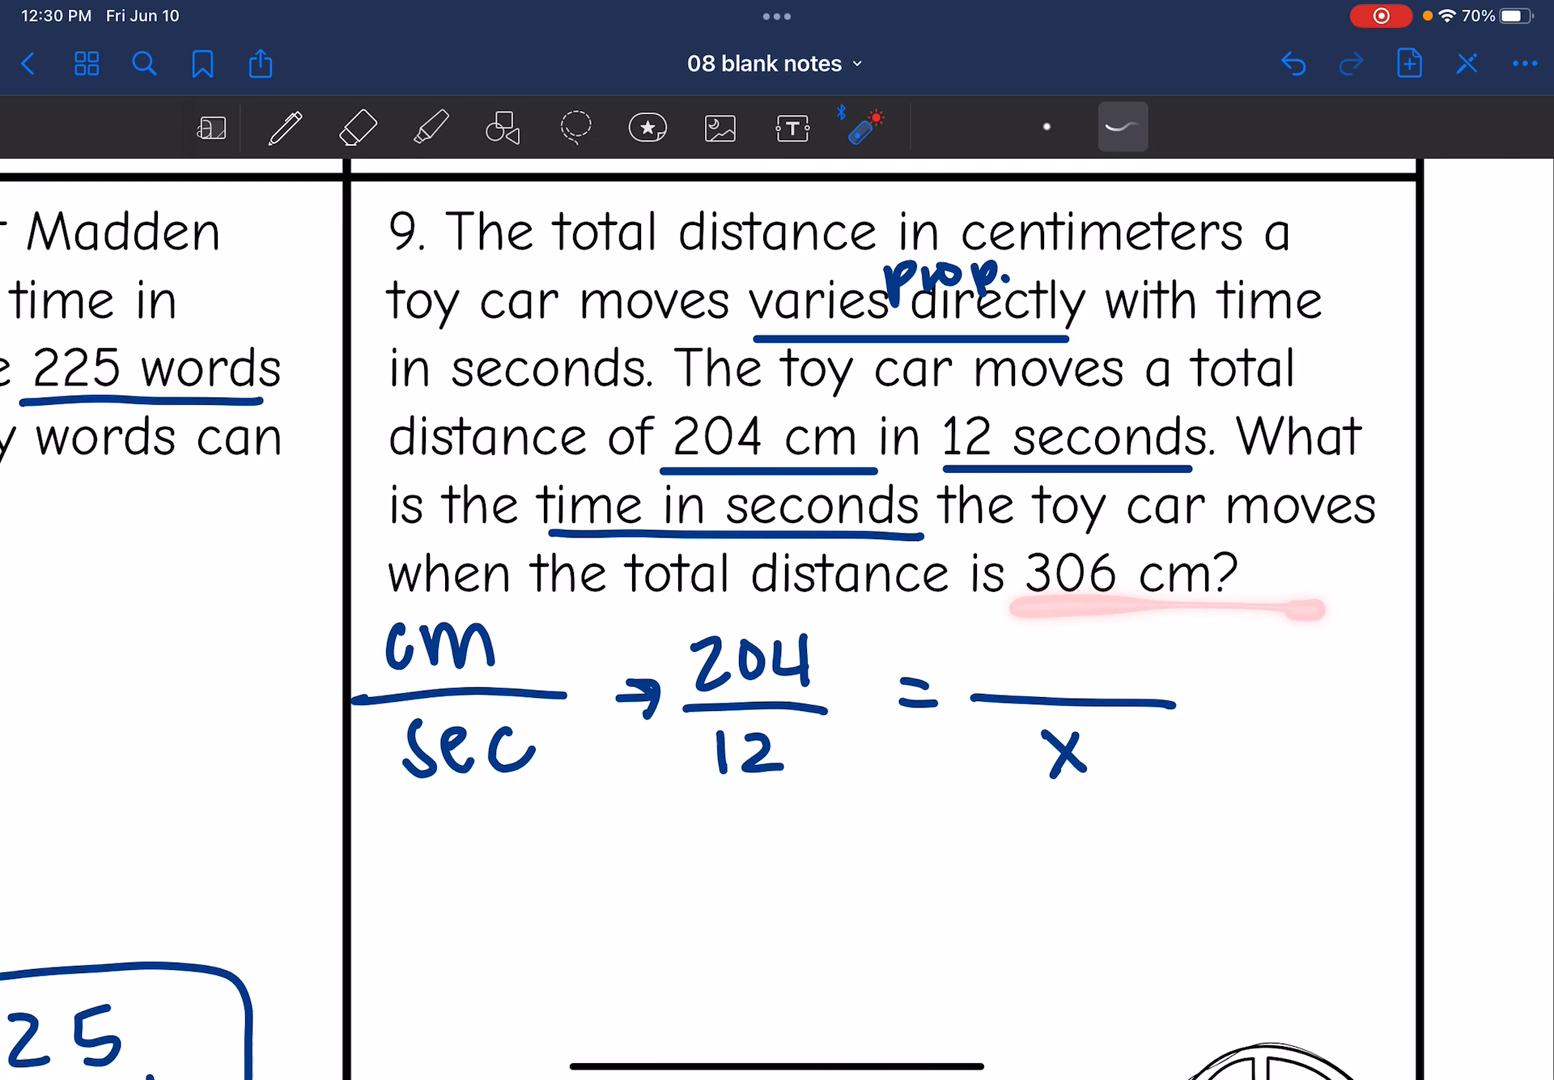 12:30 PM Fri Jun 10
70%
08 blank notes
T
Madden
time in
225 words
words can
25
9. The total distance in centimeters a
prop.
toy car moves varies directly with time
in seconds. The toy car moves a total
distance of 204 cm in 12 seconds. What
is the time in seconds the toy car moves
when the total distance is 306 cm?
cm
sec
→ 204
12
=
x